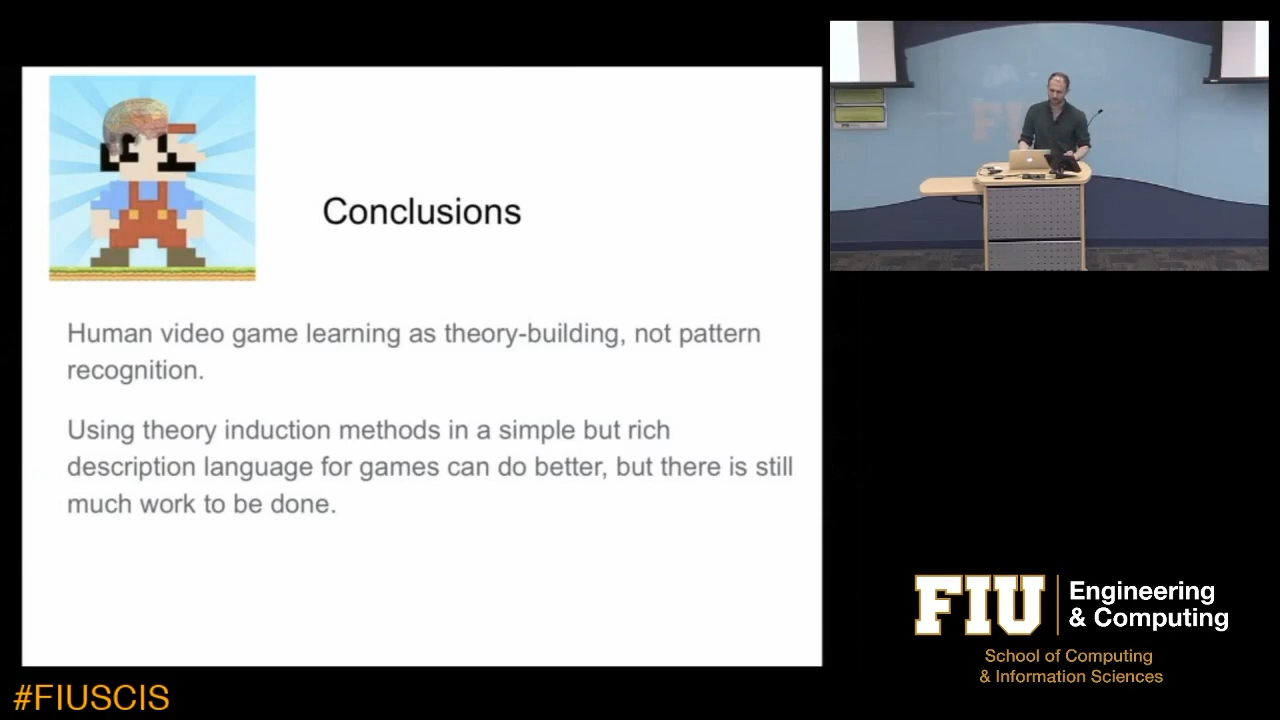 Conclusions
Human video game learning as theory-building, not pattern
recognition.
Using theory induction methods in a simple but rich
description language for games can do better, but there is still
much work to be done.
FIU
FIU
Engineering
& Computing
School of Computing
& Information Sciences
#FIUSCIS